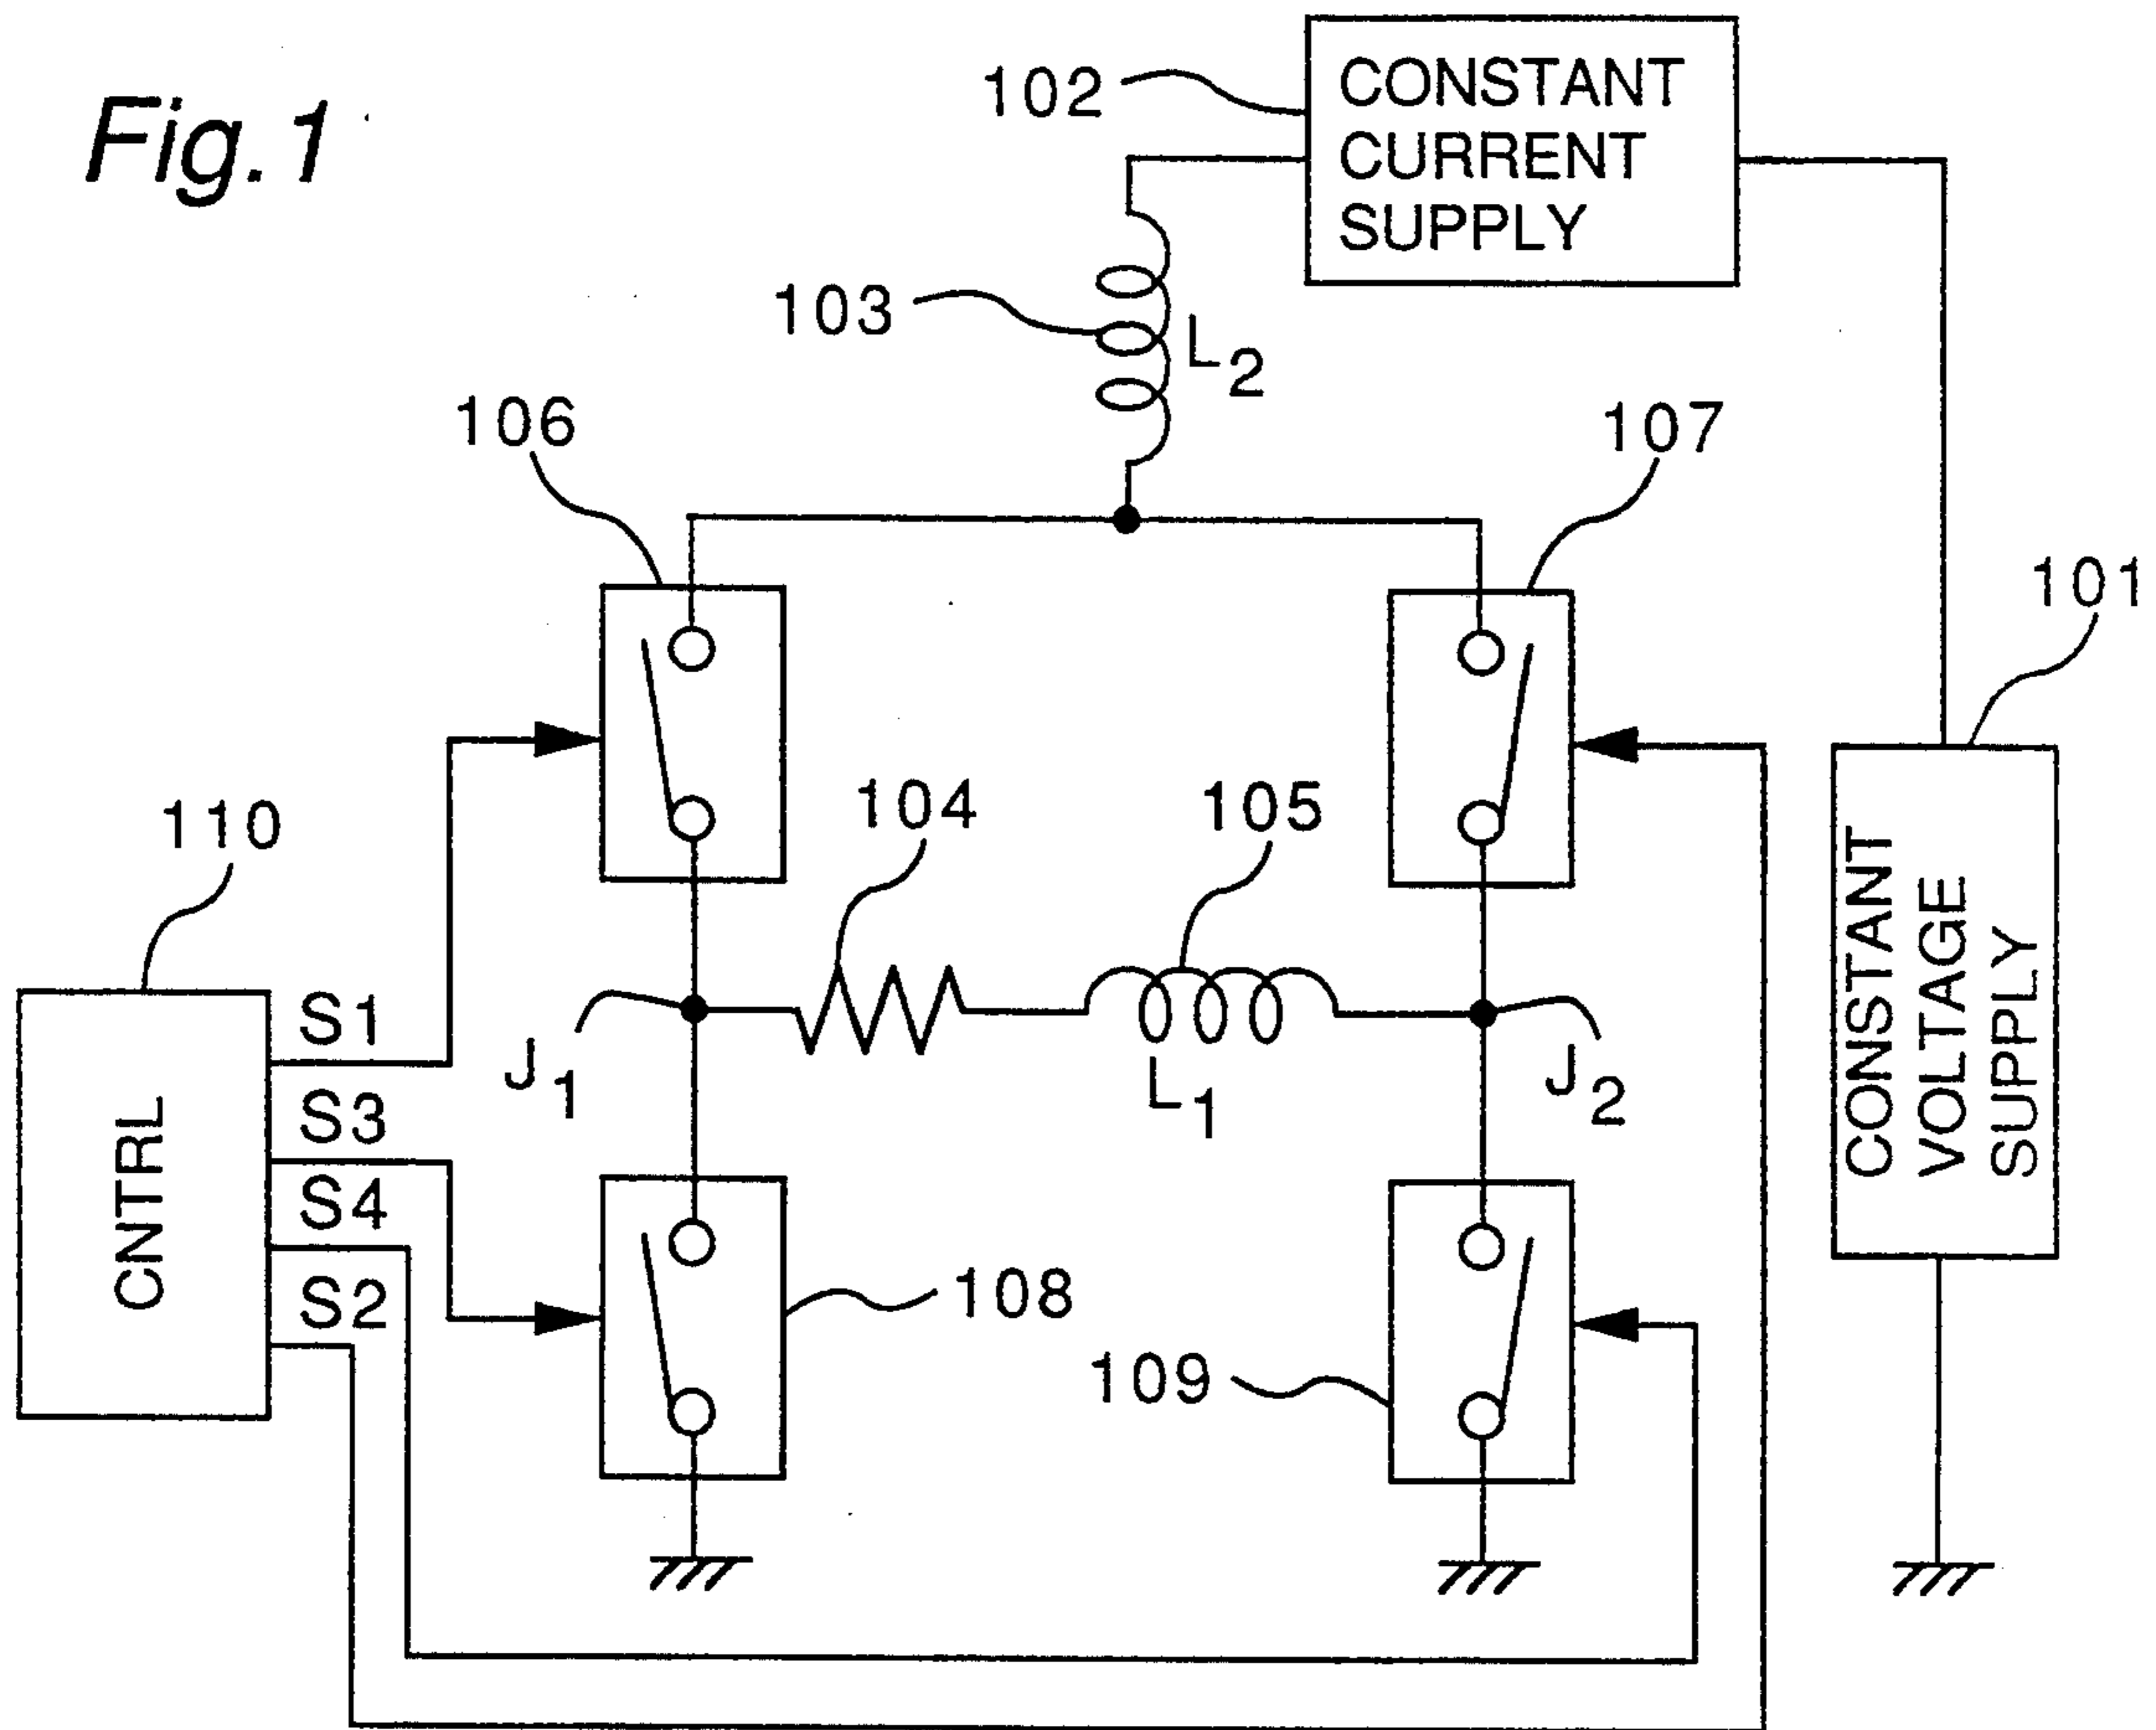 Fig. 1
102
CONSTANT
CURRENT
SUPPLY
103
L2
106
107
101
104
105
110
S1
J1
L1
J2
S3
S4
S2
CNTRL
CONSTANT
VOLTAGE
SUPPLY
108
109